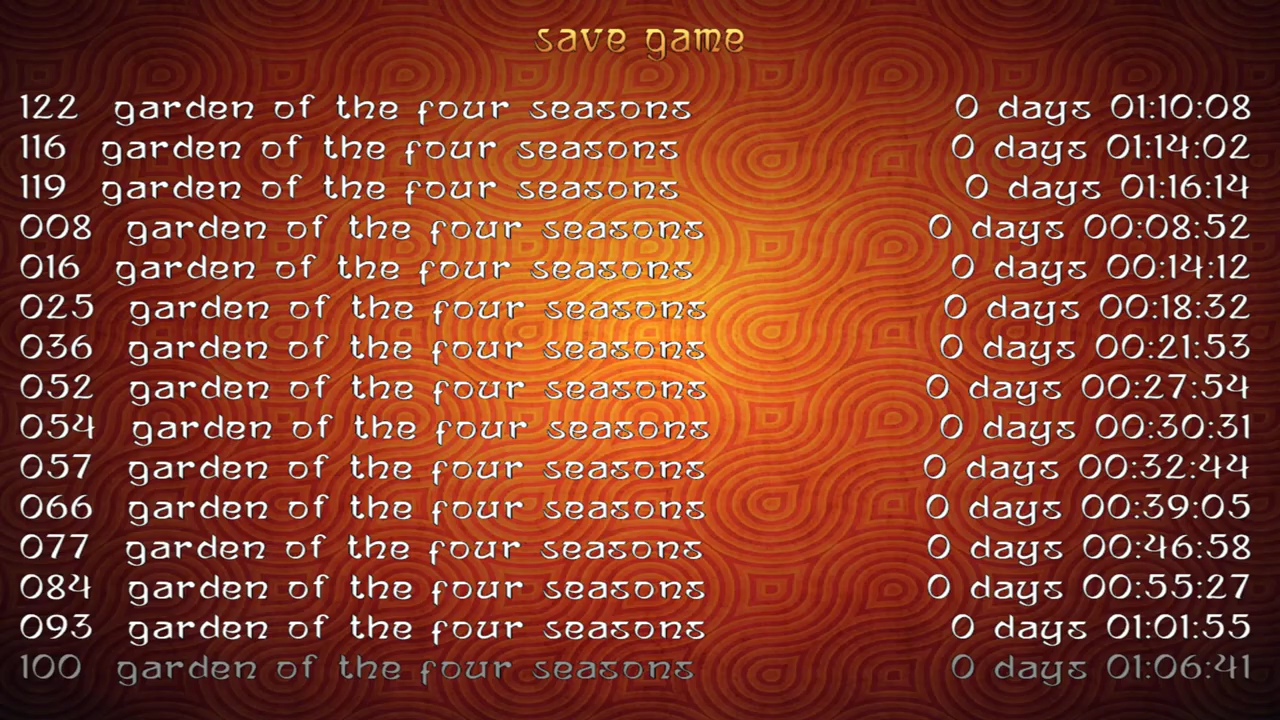 save game
122 garden of the four seasons 0 days 01:10:08
116 garden of the four seasons 0 days 01:14:02
119 garden of the four seasons 0 days 01:16:14
008 garden of the four seasons 0 days 00:08:52
016 garden of the four seasons 0 days 00:14:12
025 garden of the four seasons 0 days 00:18:32
036 garden of the four seasons 0 days 00:21:53
052 garden of the four seasons 0 days 00:27:54
054 garden of the four seasons 0 days 00:30:31
057 garden of the four seasons 0 days 00:32:44
066 garden of the four seasons 0 days 00:39:05
077 garden of the four seasons 0 days 00:46:58
084 garden of the four seasons 0 days 00:55:27
093 garden of the four seasons 0 days 01:01:55
100 garden of the four seasons 0 days 01:06:41